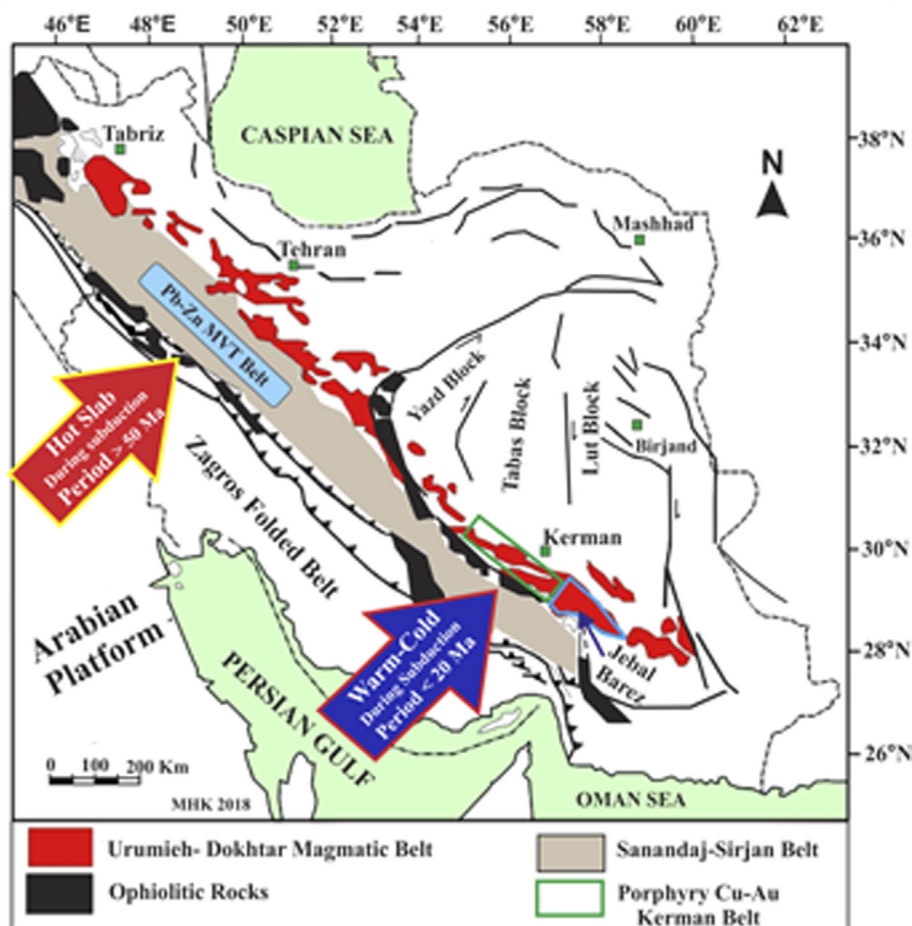 46°E
48°E
50°E
52°E
54°E
56°E
58°E
60°E
62°E
Tabriz
CASPIAN SEA
38°N
N
Mashhad
Tehran
36°N
Pb-Zn MVT Belt
34°N
Hot Slab
During subduction
Period > 50 Ma
Yazd Block
Tabas Block
Lut Block
Birjand
32°N
Zagros Folded Belt
Kerman
30°N
Arabian
Platform
Warm-Cold
During Subduction
Period < 20 Ma
Jebal
Barez
28°N
PERSIAN GULF
26°N
0 100 200 Km
MHK 2018
OMAN SEA
Urumieh- Dokhtar Magmatic Belt
Sanandaj-Sirjan Belt
Ophiolitic Rocks
Porphyry Cu-Au
Kerman Belt